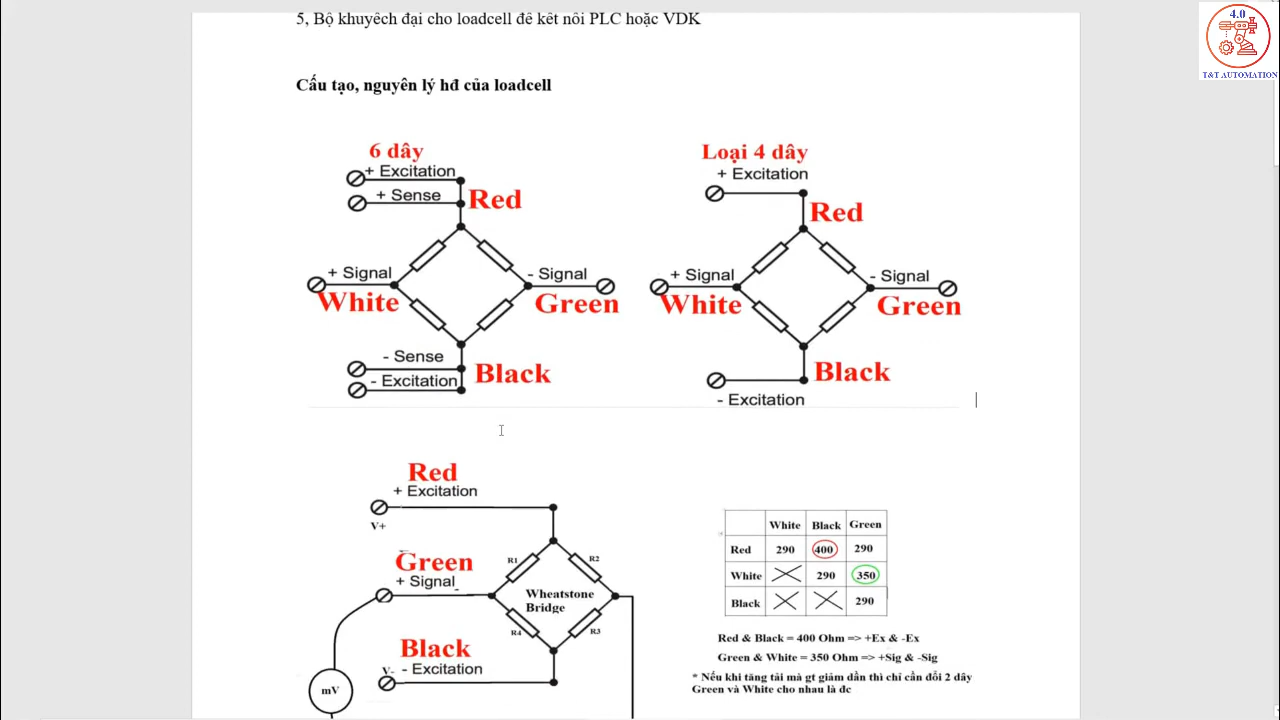 5, Bộ khuyếch đại cho loadcell để kết nối PLC hoặc VDK
4.0
T&T AUTOMATION
Cấu tạo, nguyên lý hđ của loadcell
6 dây
+ Excitation
+ Sense
Red
+ Signal
White
- Signal
Green
- Sense
- Excitation
Black
Loại 4 dây
+ Excitation
Red
+ Signal
White
- Signal
Green
Black
- Excitation
Red
+ Excitation
V+
Green
+ Signal
R1
R2
Wheatstone
Bridge
R4
R3
Black
V- - Excitation
mV
White Black Green
Red 290 400 290
White 290 350
Black 290
Red & Black = 400 Ohm => +Ex & -Ex
Green & White = 350 Ohm => +Sig & -Sig
* Nếu khi tăng tải mà gt giảm dần thì chỉ cần đổi 2 dây
Green và White cho nhau là đc